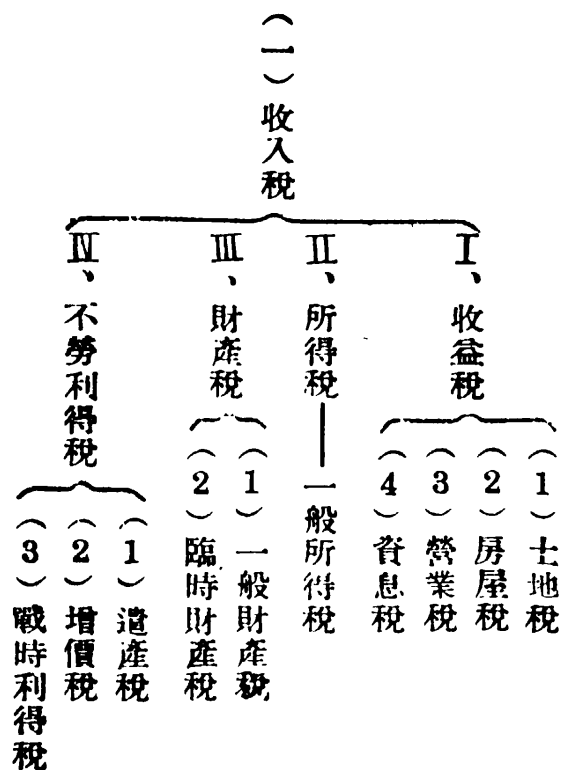 （一）收入稅
I、收益稅
（1）土地稅
（2）房屋稅
（3）營業稅
（4）資息稅
II、所得稅
一般所得稅
III、財產稅
（1）一般財產稅
（2）臨時財產稅
IV、不勞利得稅
（1）遺產稅
（2）增價稅
（3）戰時利得稅